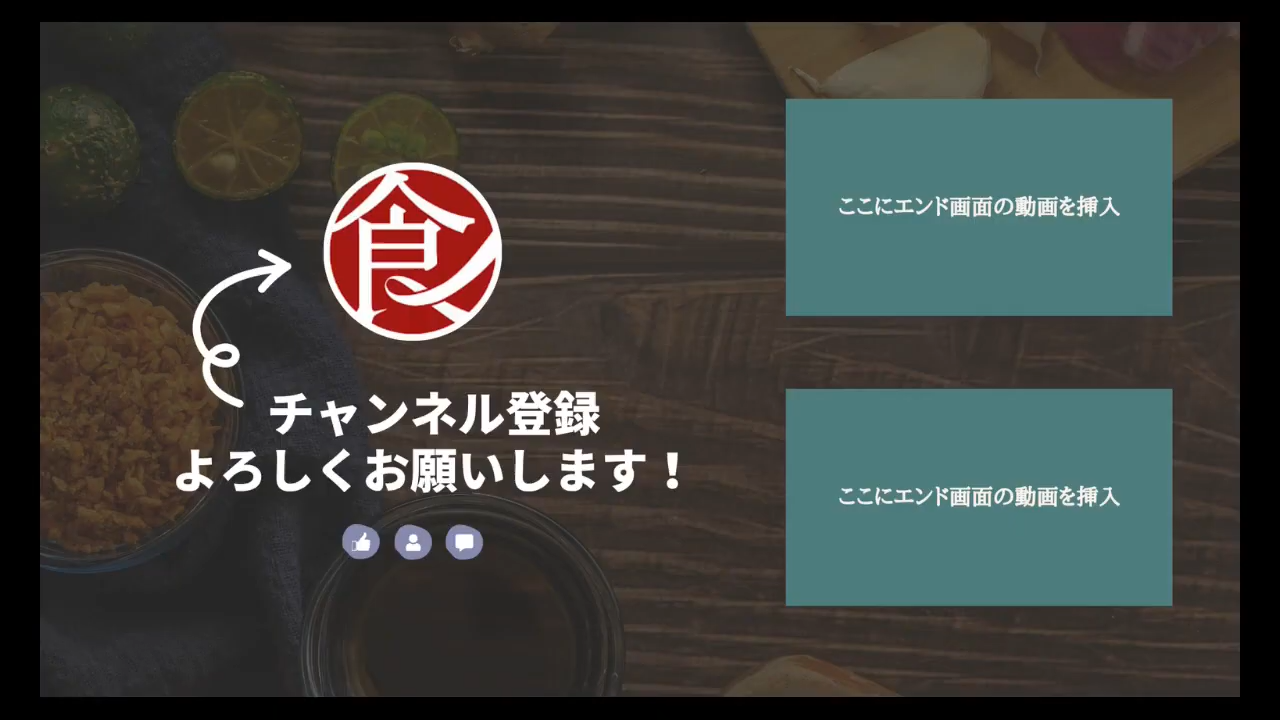 食
チャンネル登録
よろしくお願いします！
ここにエンド画面の動画を挿入
ここにエンド画面の動画を挿入